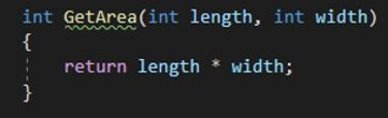 int GetArea(int length, int width)
{
    return length * width;
}